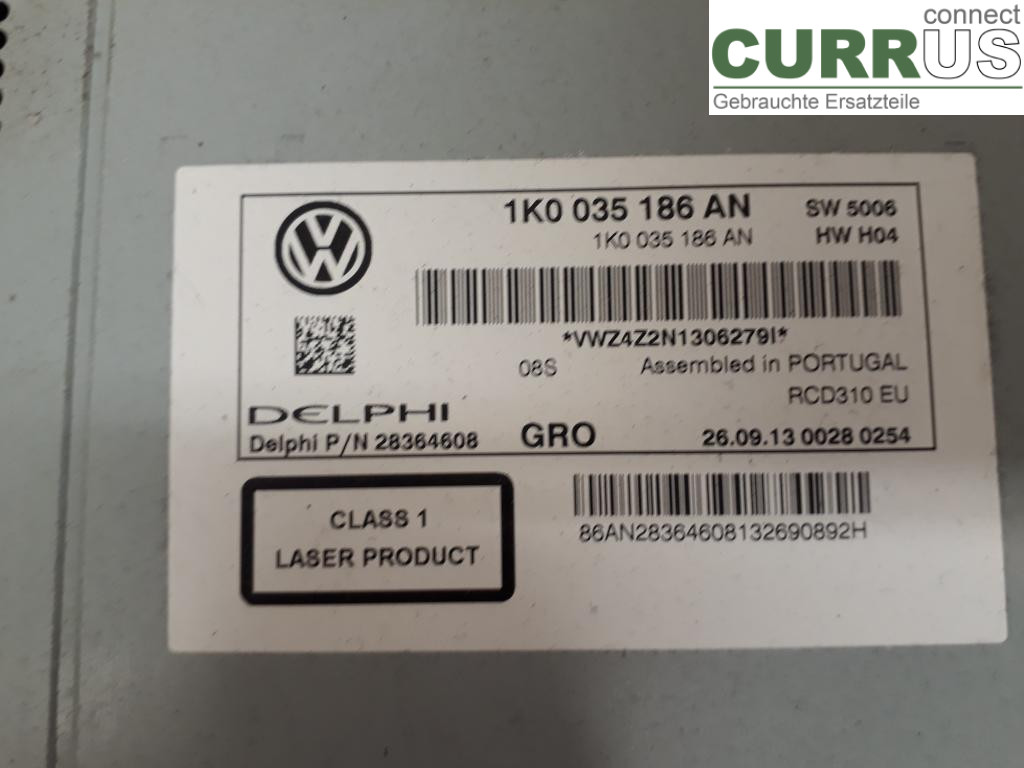 connect
CURRUS
Gebrauchte Ersatzteile
1K0 035 186 AN SW 5006
1K0 035 186 AN HW H04
*VWZ4Z2N1306279I*
08S Assembled in PORTUGAL
RCD310 EU
DELPHI
Delphi P/N 28364608 GRO 26.09.13 0028 0254
CLASS 1
LASER PRODUCT
86AN28364608132690892H